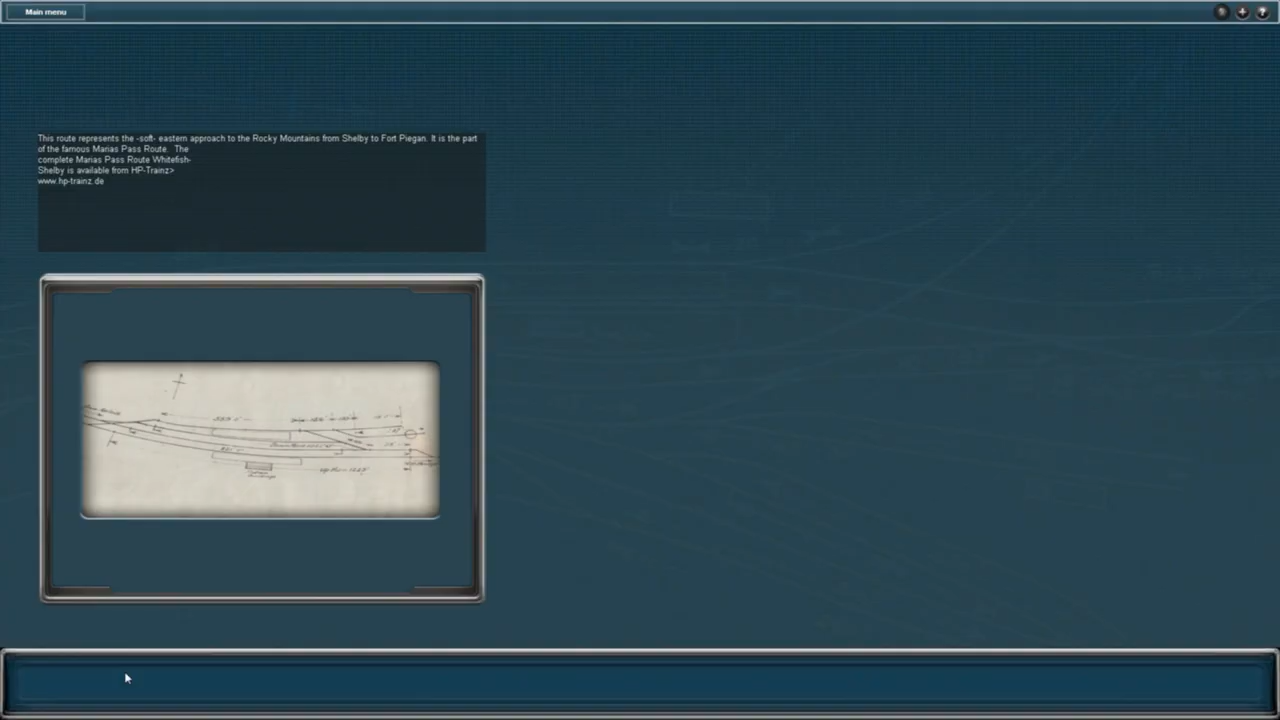 Main menu
This route represents the -soft- eastern approach to the Rocky Mountains from Shelby to Fort Piegan. It is the part
of the famous Marias Pass Route. The
complete Marias Pass Route Whitefish-
Shelby is available from HP-Trainz>
www.hp-trainz.de